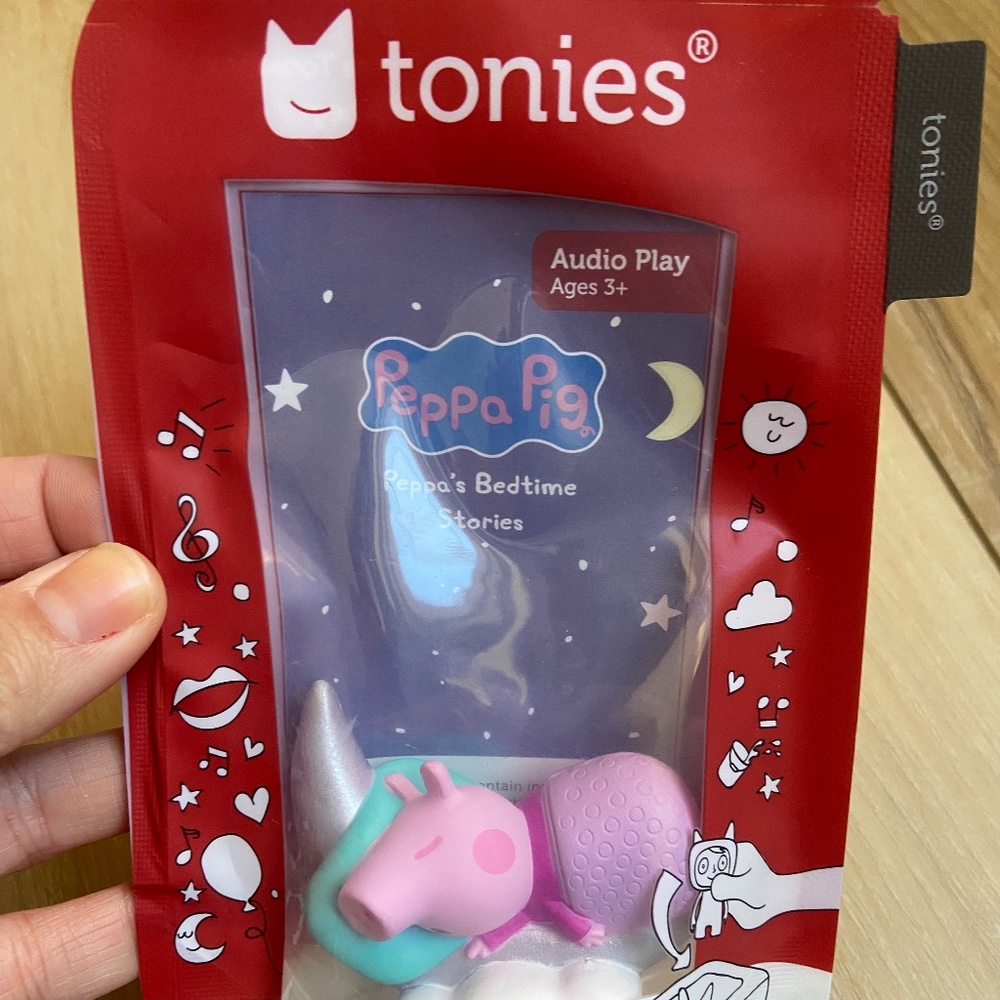 tonies®
tonies®
Audio Play
Ages 3+
Peppa Pig
Peppa's Bedtime
Stories